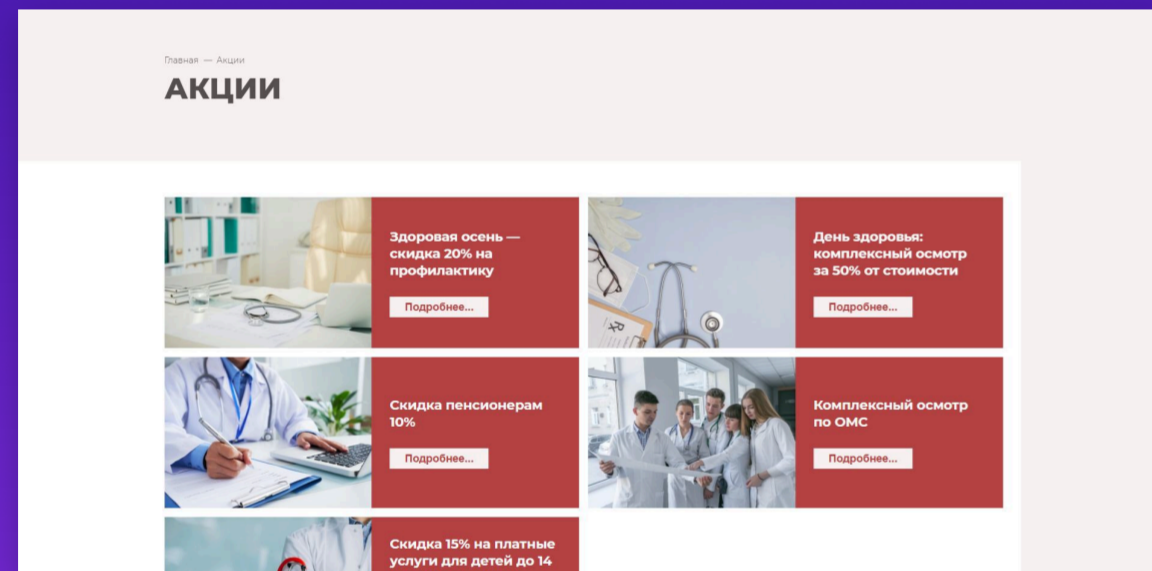 Главная — Акции
АКЦИИ
Здоровая осень —
скидка 20% на
профилактику
Подробнее...
День здоровья:
комплексный осмотр
за 50% от стоимости
Подробнее...
Скидка пенсионерам
10%
Подробнее...
Комплексный осмотр
по ОМС
Подробнее...
Скидка 15% на платные
услуги для детей до 14